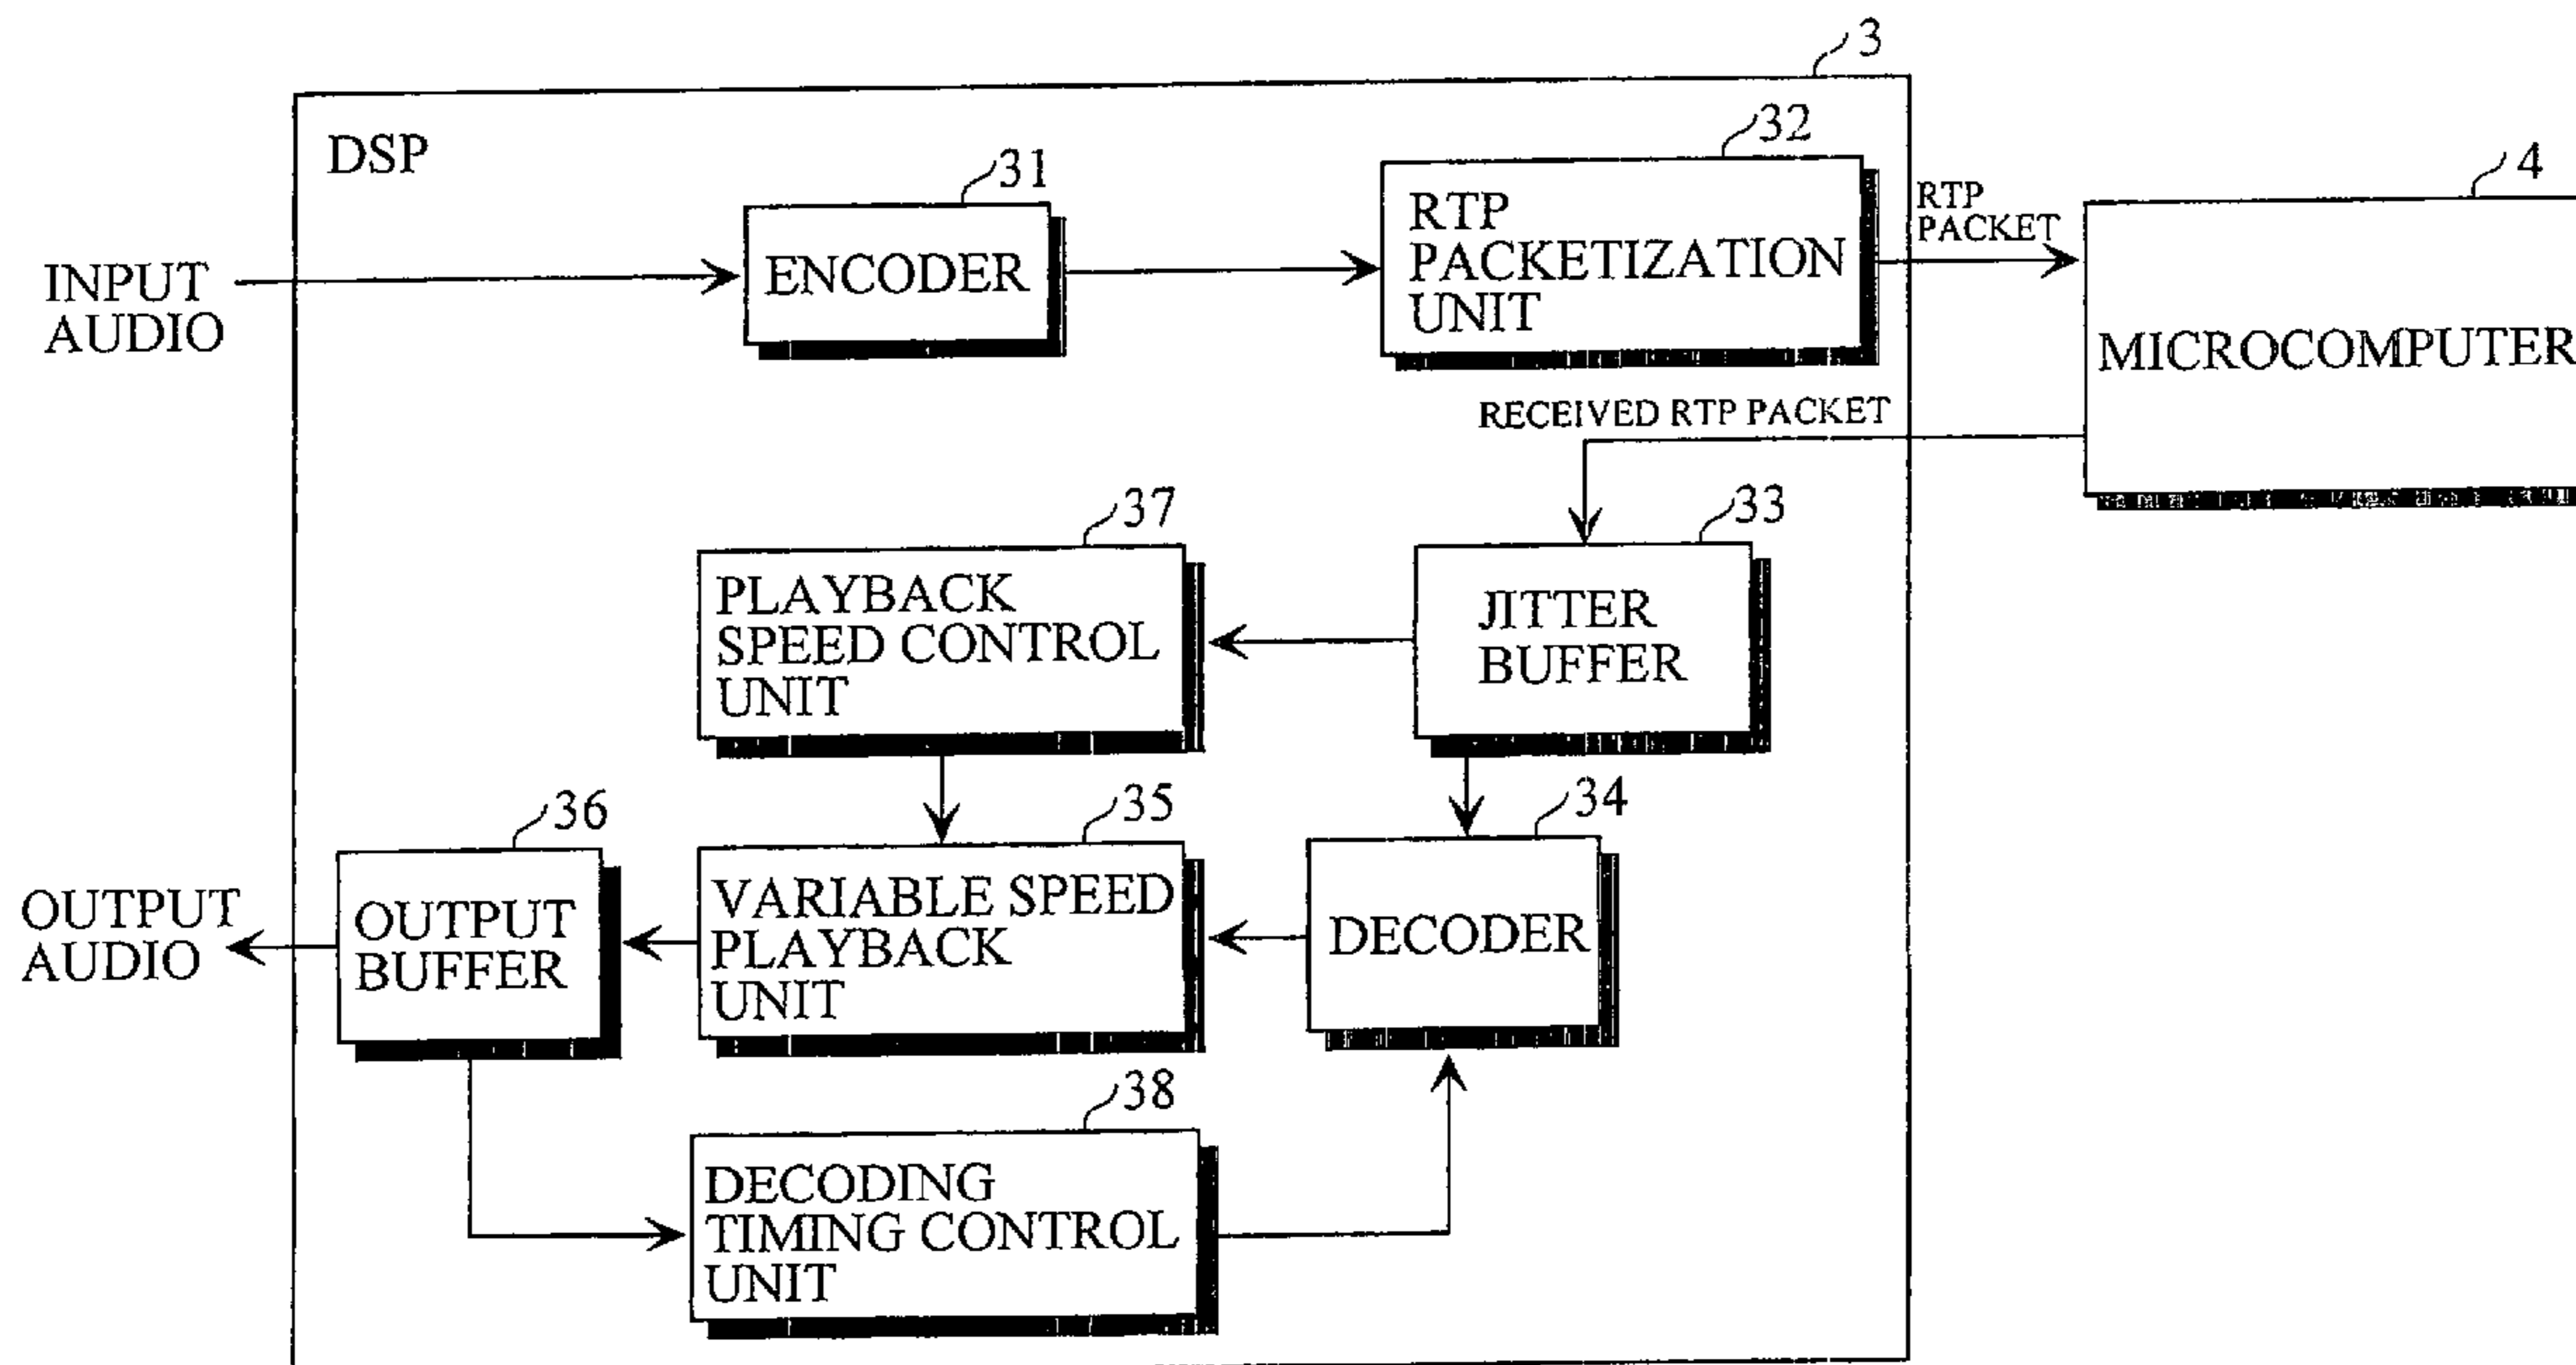 3
DSP
31
32
4
INPUT
AUDIO
ENCODER
RTP
PACKETIZATION
UNIT
RTP
PACKET
MICROCOMPUTER
RECEIVED RTP PACKET
37
33
PLAYBACK
SPEED CONTROL
UNIT
JITTER
BUFFER
36
35
34
OUTPUT
AUDIO
OUTPUT
BUFFER
VARIABLE SPEED
PLAYBACK
UNIT
DECODER
38
DECODING
TIMING CONTROL
UNIT